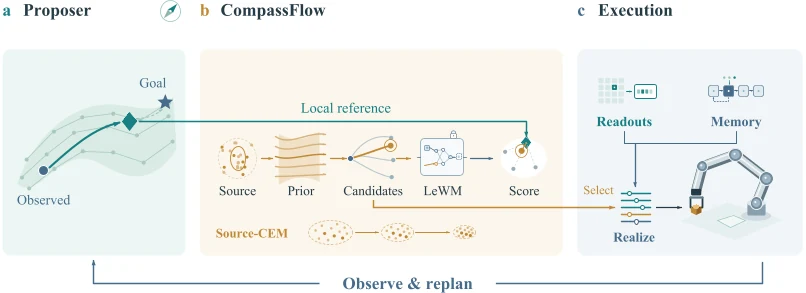 a Proposer
b CompassFlow
c Execution
Goal
Observed
Local reference
Source
Prior
Candidates
LeWM
Score
Source-CEM
Readouts
Memory
Select
Realize
Observe & replan